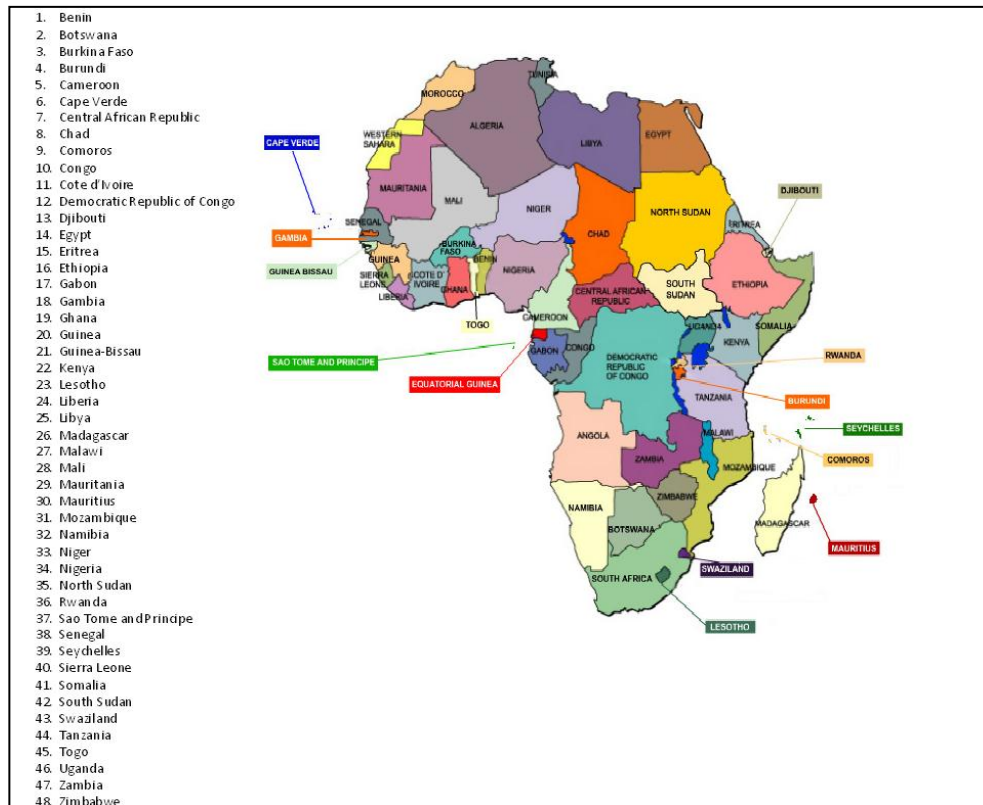 1. Benin
2. Botswana
3. Burkina Faso
4. Burundi
5. Cameroon
6. Cape Verde
7. Central African Republic
8. Chad
9. Comoros
10. Congo
11. Cote d'Ivoire
12. Democratic Republic of Congo
13. Djibouti
14. Egypt
15. Eritrea
16. Ethiopia
17. Gabon
18. Gambia
19. Ghana
20. Guinea
21. Guinea-Bissau
22. Kenya
23. Lesotho
24. Liberia
25. Libya
26. Madagascar
27. Malawi
28. Mali
29. Mauritania
30. Mauritius
31. Mozambique
32. Namibia
33. Niger
34. Nigeria
35. North Sudan
36. Rwanda
37. Sao Tome and Principe
38. Senegal
39. Seychelles
40. Sierra Leone
41. Somalia
42. South Sudan
43. Swaziland
44. Tanzania
45. Togo
46. Uganda
47. Zambia
48. Zimbabwe
TUNISIA
MOROCCO
ALGERIA
LIBYA
EGYPT
WESTERN
SAHARA
CAPE VERDE
MAURITANIA
MALI
NIGER
CHAD
NORTH SUDAN
DJIBOUTI
ERITREA
SENEGAL
GAMBIA
GUINEA BISSAU
GUINEA
BURKINA
FASO
BENIN
NIGERIA
SIERRA
LEONE
COTE D'
IVOIRE
GHANA
LIBERIA
TOGO
CAMEROON
CENTRAL AFRICAN
REPUBLIC
SOUTH
SUDAN
ETHIOPIA
SOMALIA
UGANDA
KENYA
SAO TOME AND PRINCIPE
GABON
CONGO
EQUATORIAL GUINEA
DEMOCRATIC
REPUBLIC
OF CONGO
RWANDA
BURUNDI
TANZANIA
SEYCHELLES
COMOROS
ANGOLA
ZAMBIA
MALAWI
MOZAMBIQUE
NAMIBIA
ZIMBABWE
BOTSWANA
MADAGASCAR
MAURITIUS
SWAZILAND
SOUTH AFRICA
LESOTHO